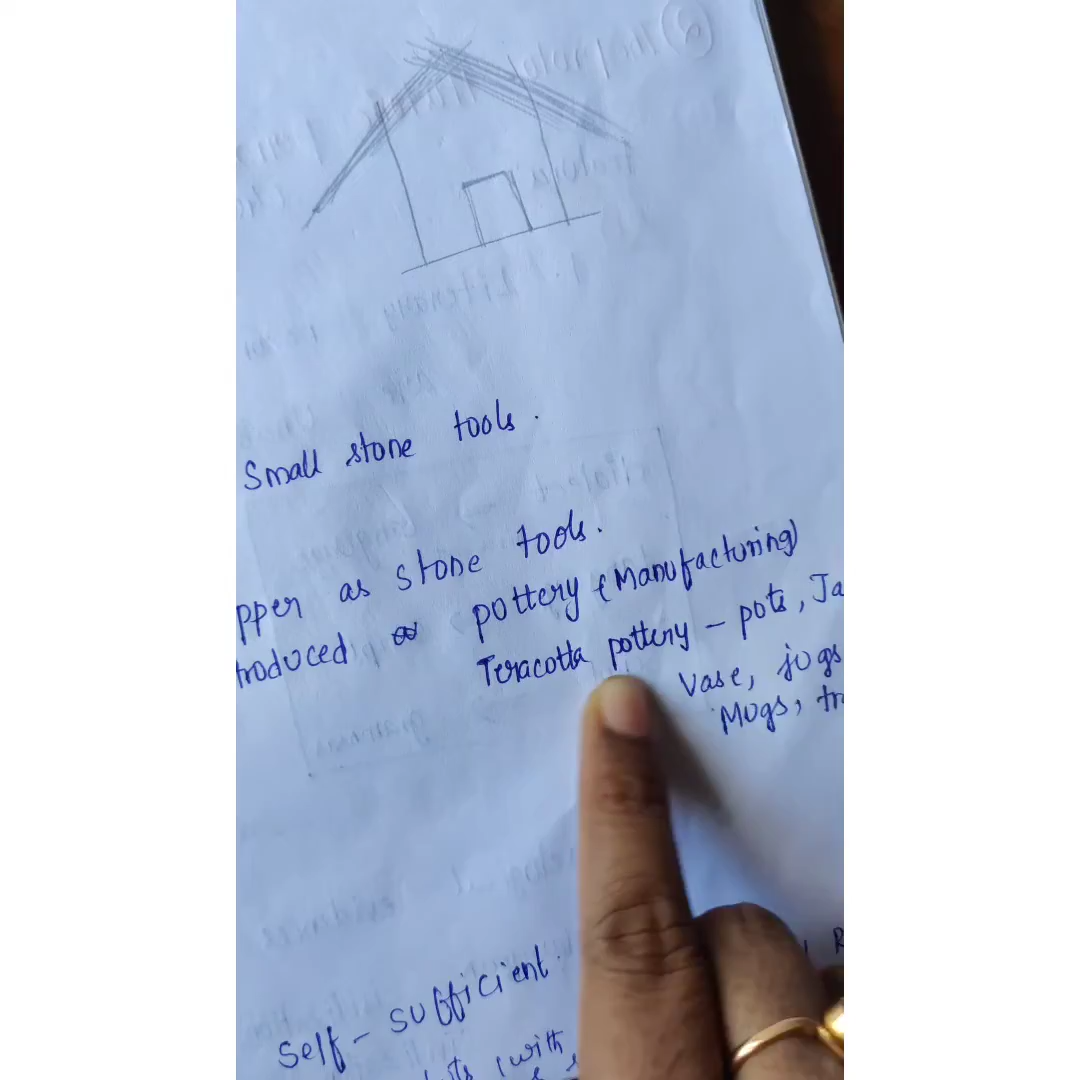 Small stone tools.
pper as stone tools.
troduced pottery (Manufacturing)
Teracotta pottery - pots, Ja
Vase, jugs
Mugs, tr
Self-sufficient.
(with